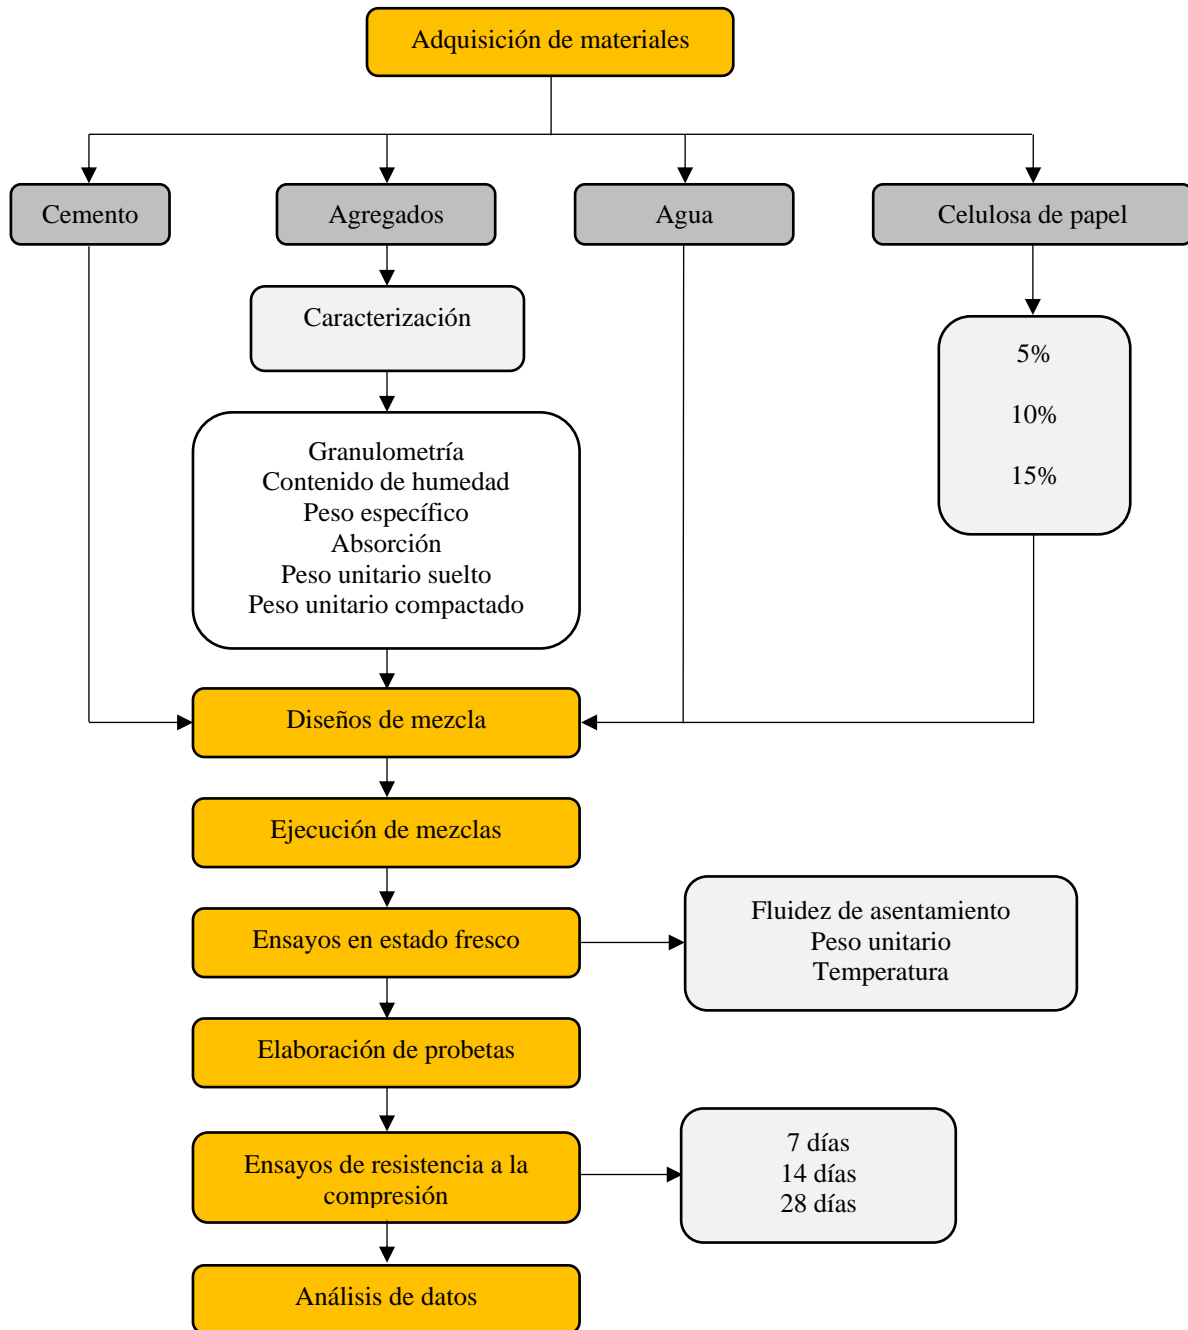 Adquisición de materiales
Cemento
Agregados
Agua
Celulosa de papel
Caracterización
5%
10%
15%
Granulometría
Contenido de humedad
Peso específico
Absorción
Peso unitario suelto
Peso unitario compactado
Diseños de mezcla
Ejecución de mezclas
Ensayos en estado fresco
Fluidez de asentamiento
Peso unitario
Temperatura
Elaboración de probetas
Ensayos de resistencia a la
compresión
7 días
14 días
28 días
Análisis de datos